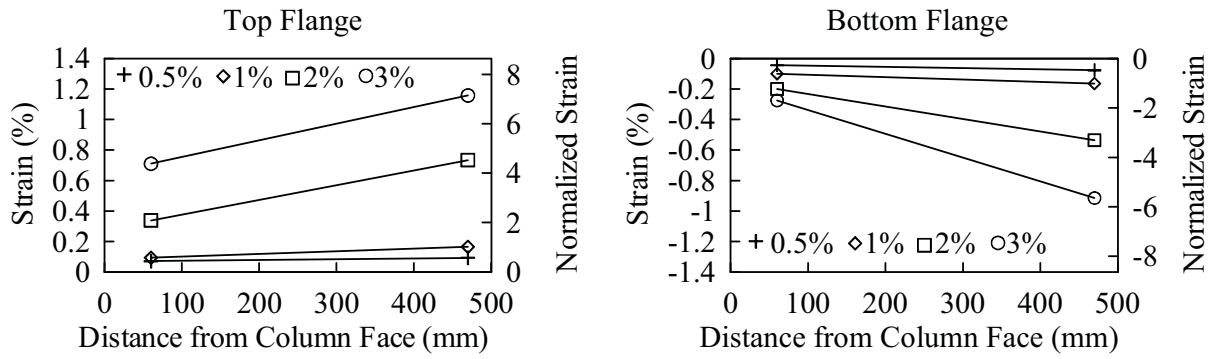 Top Flange
1.4
1.2
1
0.8
0.6
0.4
0.2
0
Strain (%)
0.5% 1% 2% 3%
8
6
4
2
0
Normalized Strain
0 100 200 300 400 500
Distance from Column Face (mm)
Bottom Flange
0
-0.2
-0.4
-0.6
-0.8
-1
-1.2
-1.4
Strain (%)
0.5% 1% 2% 3%
0
-2
-4
-6
-8
Normalized Strain
0 100 200 300 400 500
Distance from Column Face (mm)